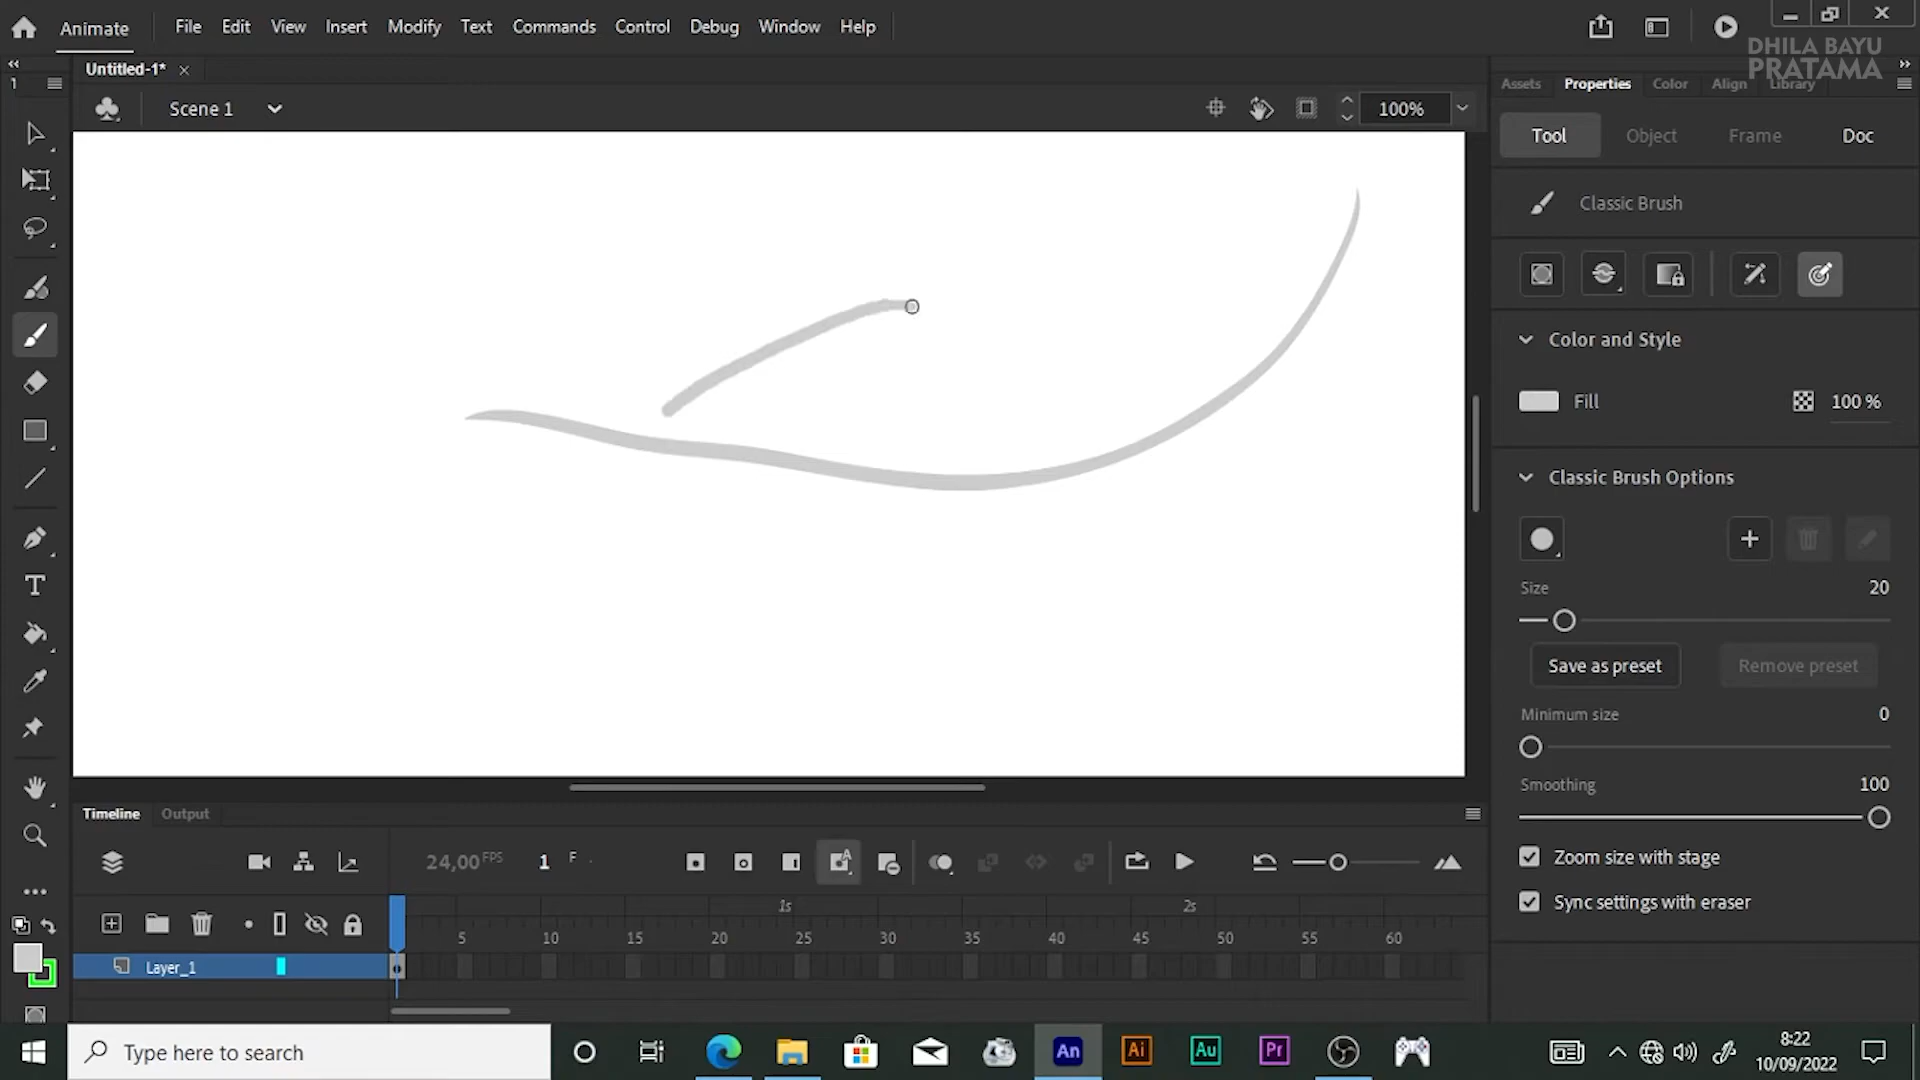 Animate
File
Edit
View
Insert
Modify
Text
Commands
Control
Debug
Window
Help
DHILA BAYU
PRATAMA
1
Untitled-1*
Assets
Properties
Color
Align
Library
Scene 1
100%
Tool
Object
Frame
Doc
Classic Brush
Color and Style
Fill
100 %
Classic Brush Options
Size
20
Save as preset
Remove preset
Minimum size
0
Smoothing
100
Zoom size with stage
Sync settings with eraser
Timeline
Output
24,00 FPS
1 F
1s
2s
5
10
15
20
25
30
35
40
45
50
55
60
Layer_1
Type here to search
An
Ai
Au
Pr
8:22
10/09/2022